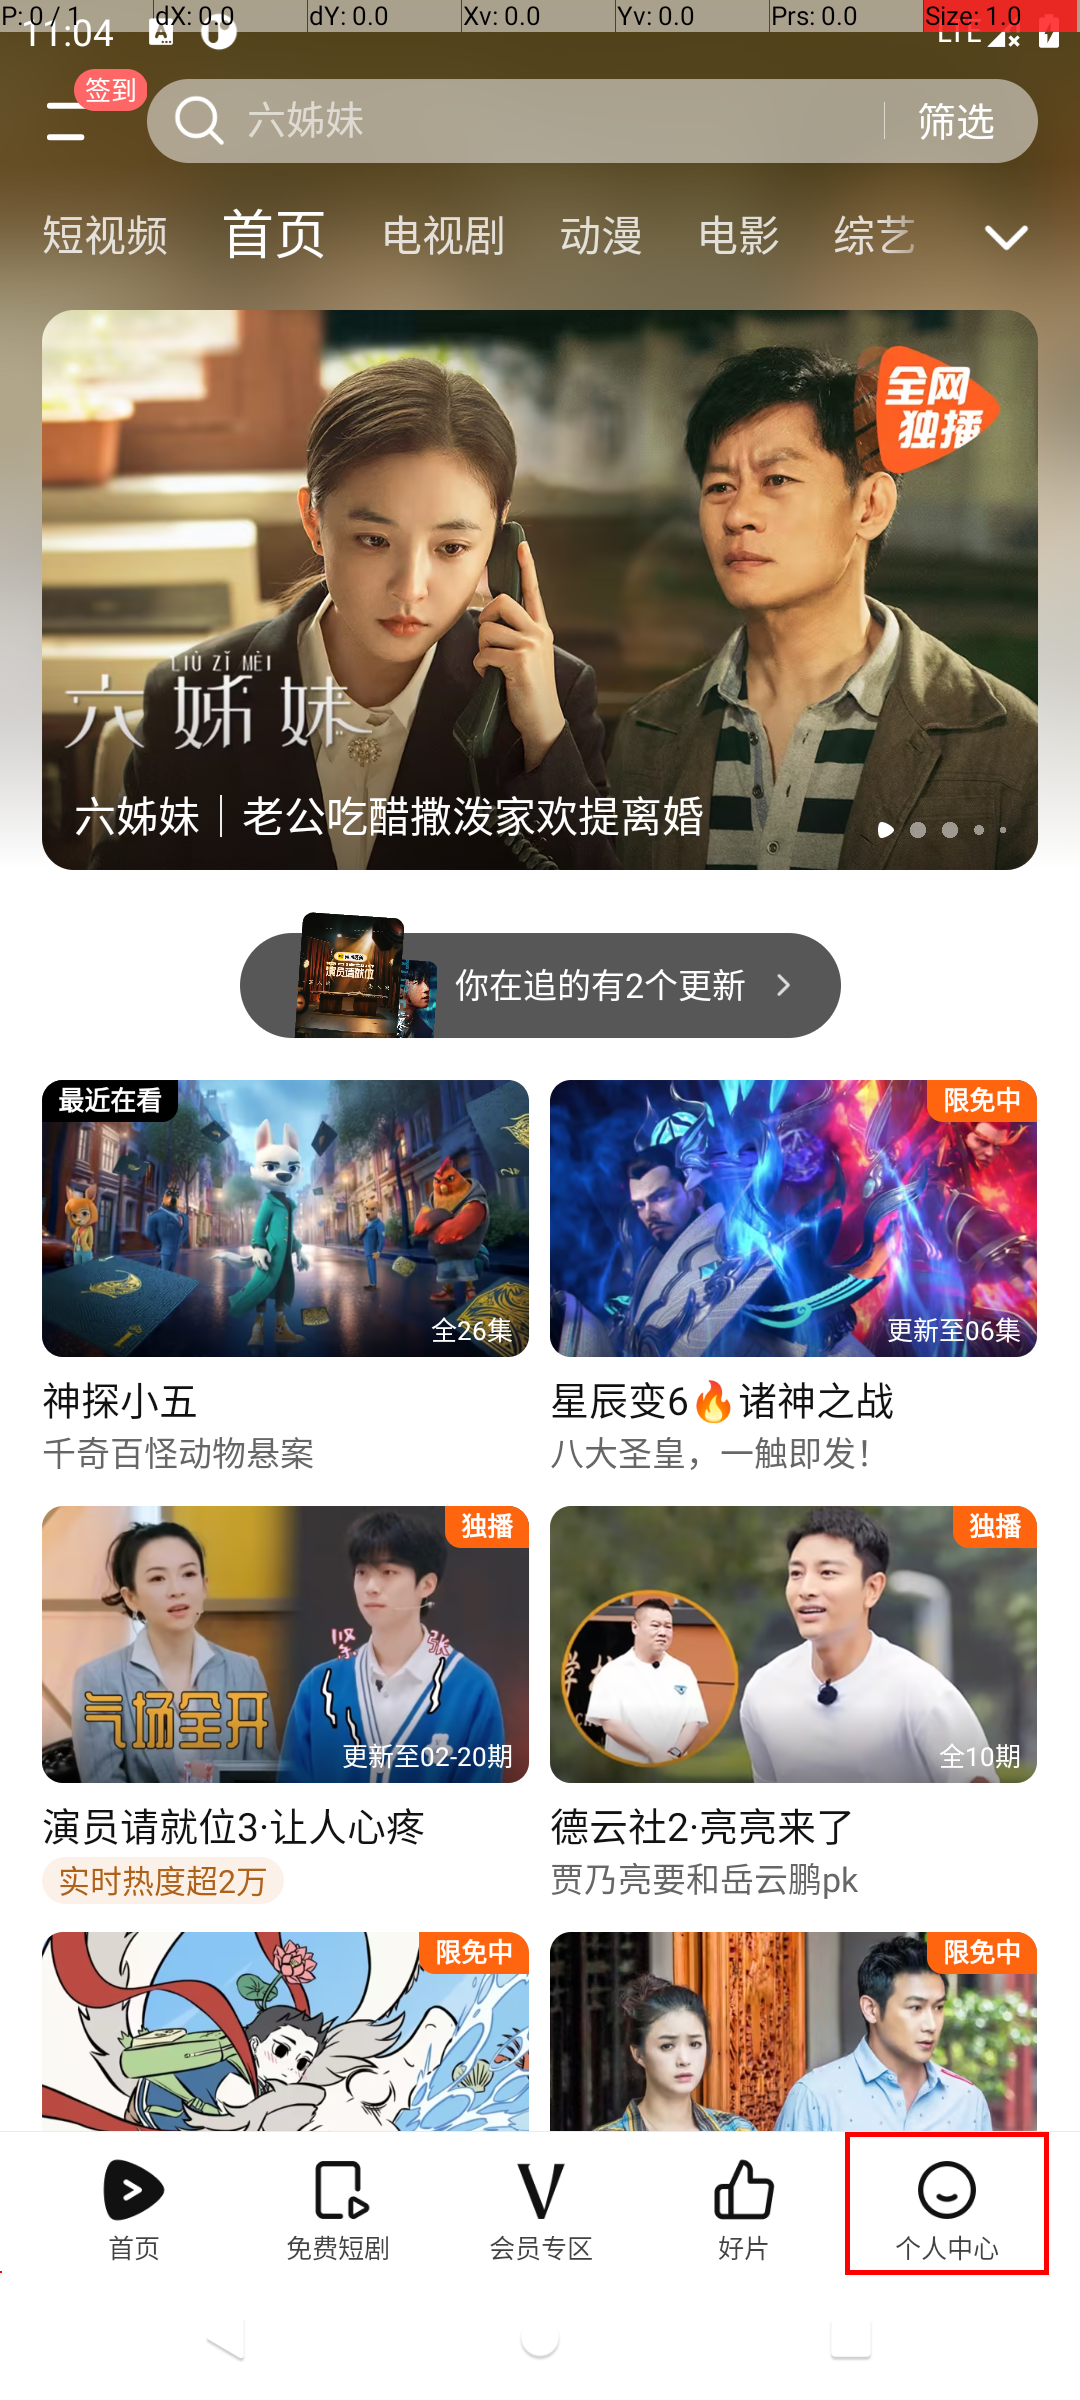 P: 0 / 1
dX: 0.0
dY: 0.0
Xv: 0.0
Yv: 0.0
Prs: 0.0
Size: 1.0
11:04
A
LTE
签到
六姊妹
筛选
短视频
首页
电视剧
动漫
电影
综艺
全网
独播
LIÙ ZǏ MÈI
六姊妹
六姊妹｜老公吃醋撒泼家欢提离婚
演员请就位
你在追的有2个更新
最近在看
全26集
限免中
更新至06集
神探小五
千奇百怪动物悬案
星辰变6🔥诸神之战
八大圣皇，一触即发！
独播
紧张
气场全开
更新至02-20期
独播
全10期
演员请就位3·让人心疼
实时热度超2万
德云社2·亮亮来了
贾乃亮要和岳云鹏pk
限免中
限免中
首页
免费短剧
会员专区
好片
个人中心